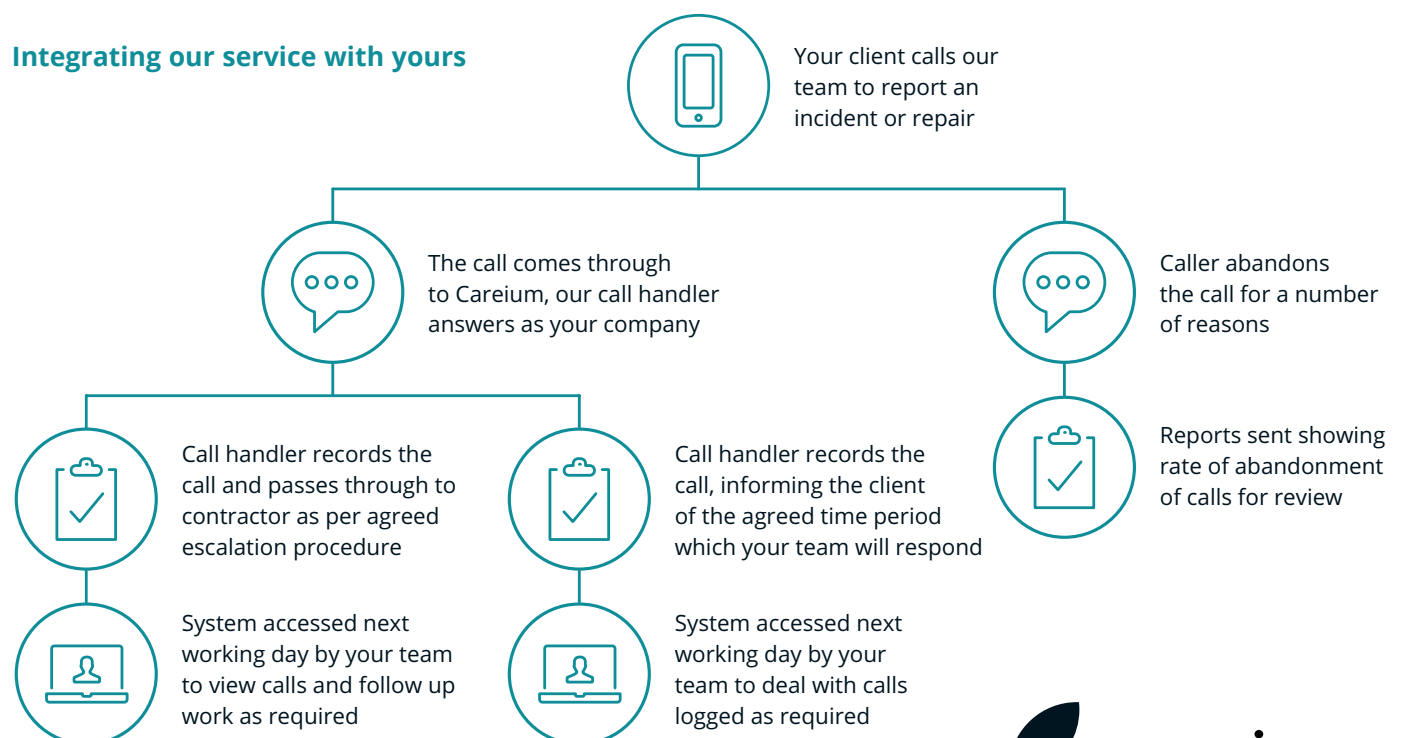 Integrating our service with yours
Your client calls our
team to report an
incident or repair
The call comes through
to Careium, our call handler
answers as your company
Caller abandons
the call for a number
of reasons
Call handler records the
call and passes through to
contractor as per agreed
escalation procedure
Call handler records the
call, informing the client
of the agreed time period
which your team will respond
Reports sent showing
rate of abandonment
of calls for review
System accessed next
working day by your team
to view calls and follow up
work as required
System accessed next
working day by your
team to deal with calls
logged as required